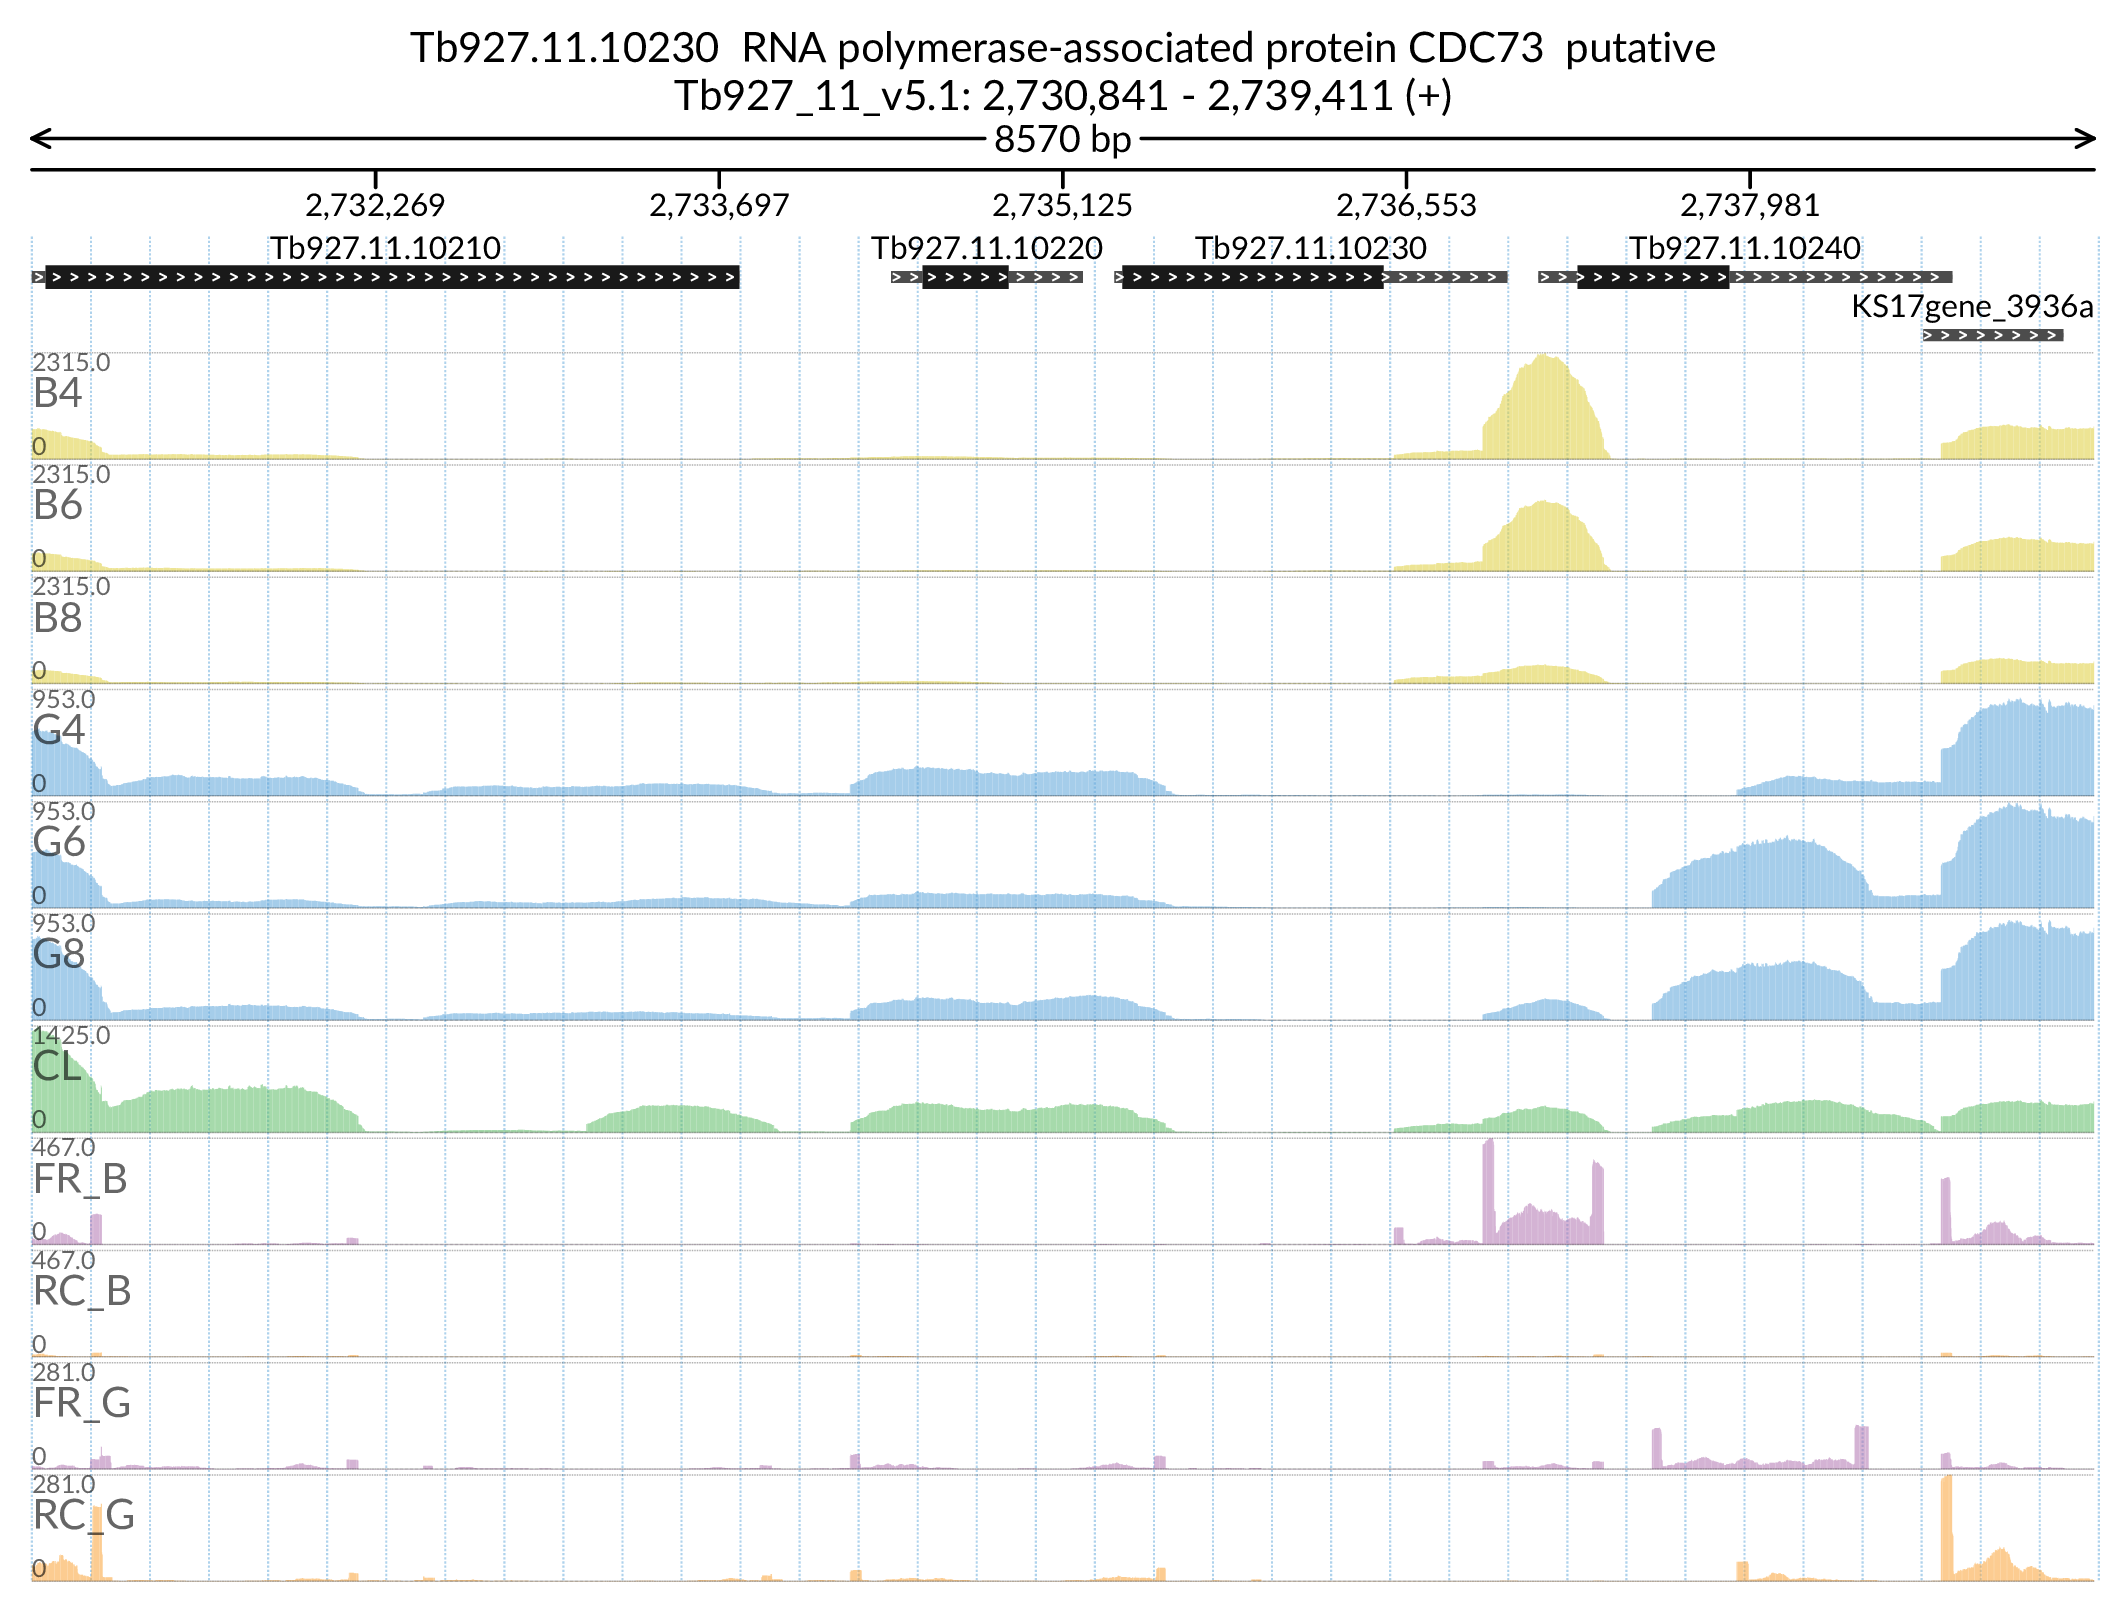 Tb927.11.10230  RNA polymerase-associated protein CDC73  putative
Tb927_11_v5.1: 2,730,841 - 2,739,411 (+)
8570 bp
2,732,269 2,733,697 2,735,125 2,736,553 2,737,981
Tb927.11.10210 Tb927.11.10220 Tb927.11.10230 Tb927.11.10240
KS17gene_3936a
2315.0
B4
0
2315.0
B6
0
2315.0
B8
0
953.0
G4
0
953.0
G6
0
953.0
G8
0
1425.0
CL
0
467.0
FR_B
0
467.0
RC_B
0
281.0
FR_G
0
281.0
RC_G
0